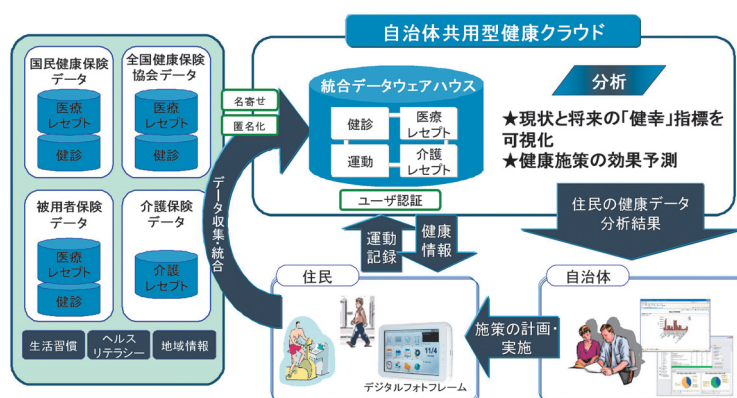 自治体共用型健康クラウド
国民健康保険
データ
医療
レセプト
健診
全国健康保険
協会データ
医療
レセプト
健診
被用者保険
データ
医療
レセプト
健診
介護保険
データ
介護
レセプト
生活習慣
ヘルス
リテラシー
地域情報
名寄せ
匿名化
データ収集・統合
統合データウェアハウス
健診
医療
レセプト
運動
介護
レセプト
ユーザ認証
分析
★現状と将来の「健幸」指標を
可視化
★健康施策の効果予測
運動
記録
健康
情報
住民の健康データ
分析結果
住民
11/4
デジタルフォトフレーム
施策の計画・
実施
自治体